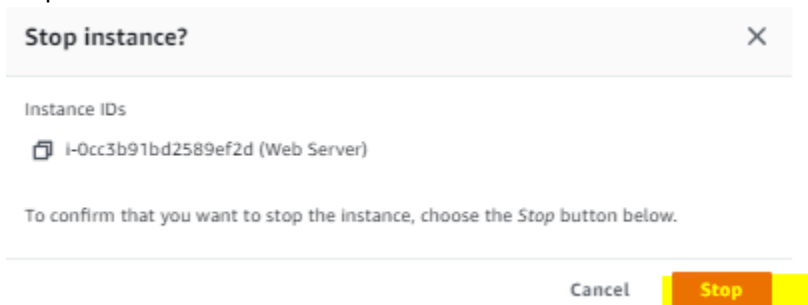 Stop instance?
Instance IDs
i-0cc3b91bd2589ef2d (Web Server)
To confirm that you want to stop the instance, choose the Stop button below.
Cancel Stop